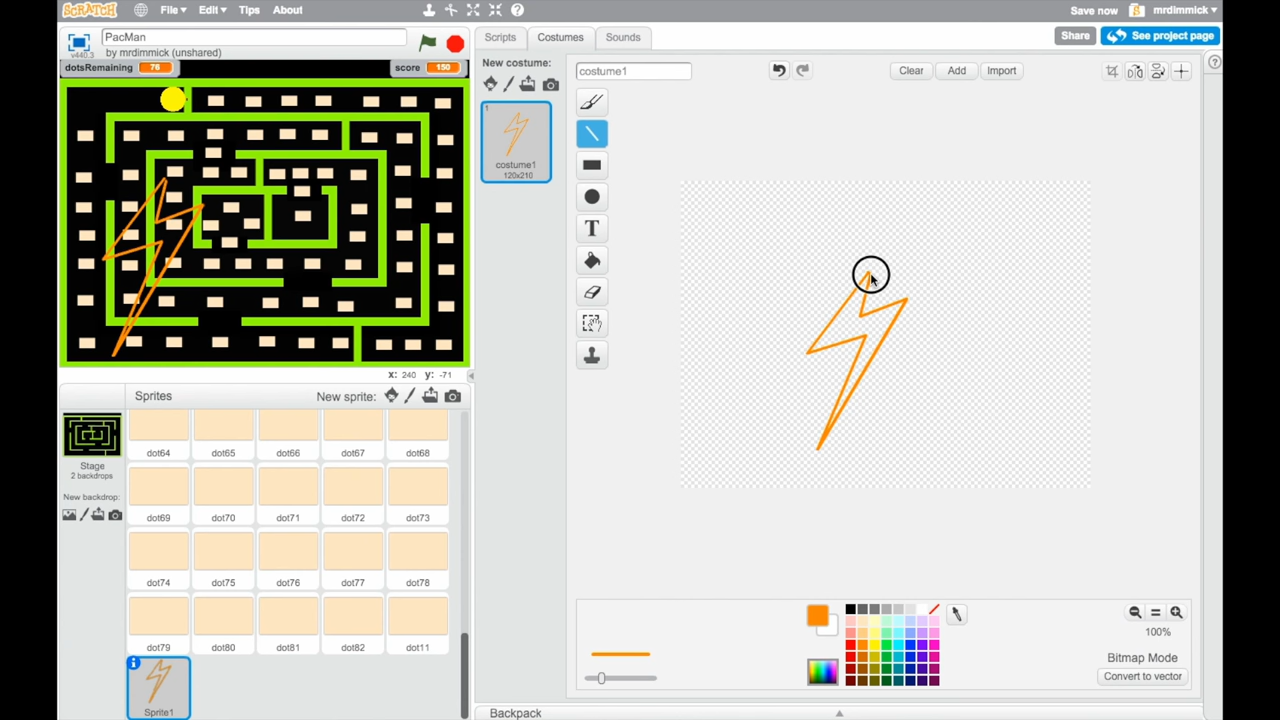 SCRATCH
File
Edit
Tips
About
Save now
mrdimmick
v440.3
PacMan
by mrdimmick (unshared)
Scripts
Costumes
Sounds
Share
See project page
dotsRemaining 76
score 150
New costume:
costume1
Clear
Add
Import
1
costume1
120x210
T
x: 240 y: -71
Sprites
New sprite:
Stage
2 backdrops
New backdrop:
dot64
dot65
dot66
dot67
dot68
dot69
dot70
dot71
dot72
dot73
dot74
dot75
dot76
dot77
dot78
dot79
dot80
dot81
dot82
dot11
Sprite1
100%
Bitmap Mode
Convert to vector
Backpack